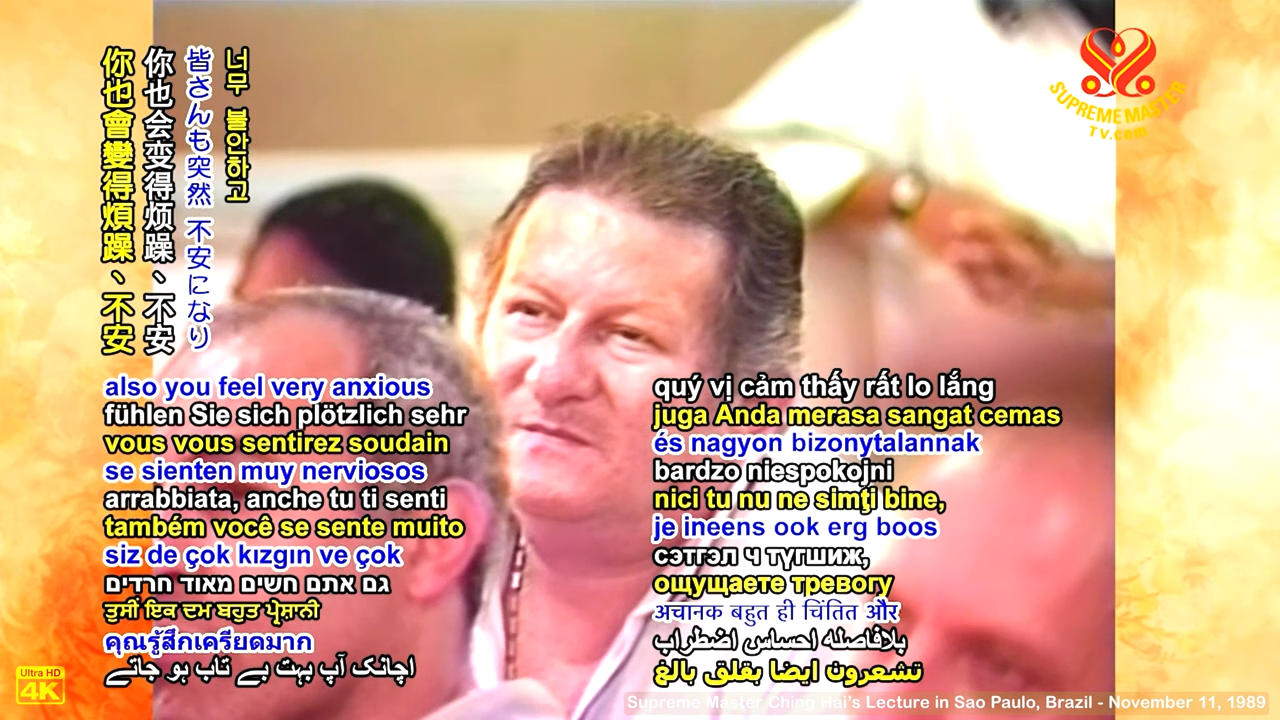 너무 불안하고
皆さんも突然 不安になり
你也会变得烦躁、不安
你也會變得煩躁、不安
SUPREME MASTER
TV.com
also you feel very anxious
fühlen Sie sich plötzlich sehr
vous vous sentirez soudain
se sienten muy nerviosos
arrabbiata, anche tu ti senti
também você se sente muito
siz de çok kızgın ve çok
גם אתם חשים מאוד חרדים
ਤੁਸੀਂ ਇਕ ਦਮ ਬਹੁਤ ਪ੍ਰੇਸ਼ਾਨੀ
คุณรู้สึกเครียดมาก
اچانک آپ بہت بے تاب ہو جاتے
quý vị cảm thấy rất lo lắng
juga Anda merasa sangat cemas
és nagyon bizonytalannak
bardzo niespokojni
nici tu nu ne simţi bine,
je ineens ook erg boos
сэтгэл ч түгшиж,
ощущаете тревогу
अचानक बहुत ही चिंतित और
بلافاصله احساس اضطراب
تشعرون ايضا بقلق بالغ
Ultra HD
4K
Supreme Master Ching Hai's Lecture in Sao Paulo, Brazil - November 11, 1989